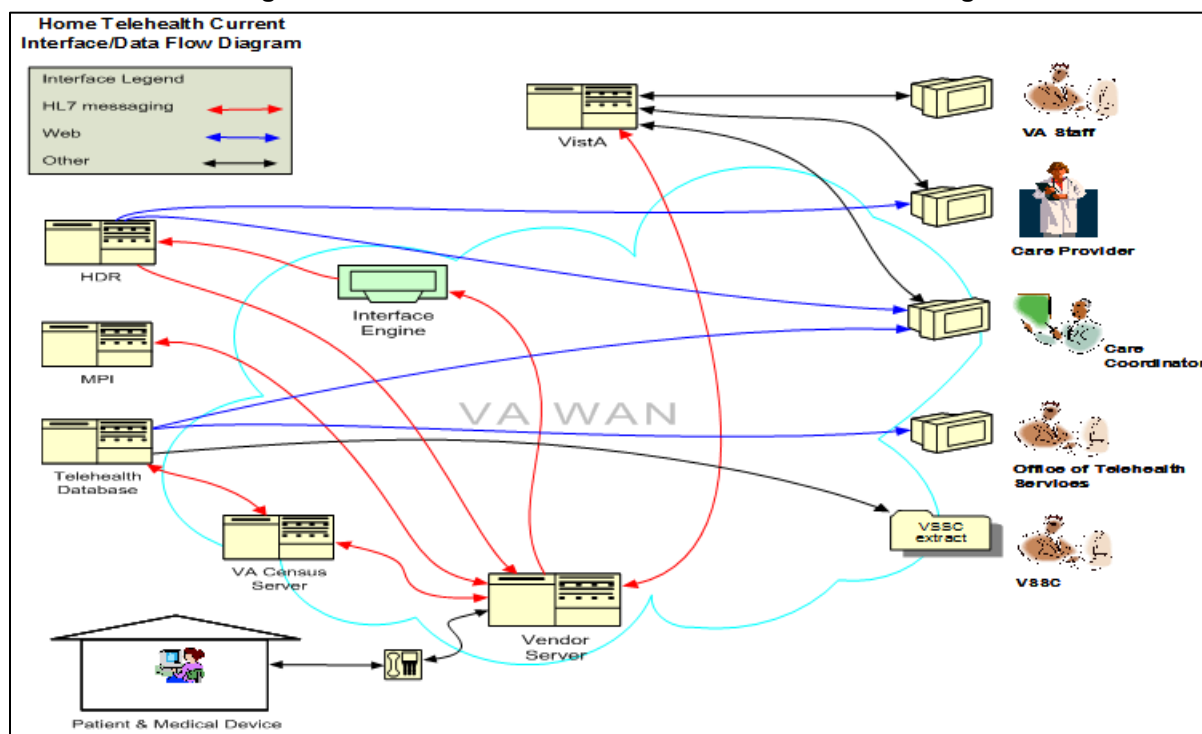 Home Telehealth Current
Interface/Data Flow Diagram
Interface Legend
HL7 messaging
Web
Other
VistA
VA Staff
Care Provider
HDR
Interface
Engine
Care
Coordinator
MPI
VA WAN
Telehealth
Database
Office of Telehealth
Services
VSSC
extract
VA Census
Server
VSSC
Vendor
Server
Patient & Medical Device